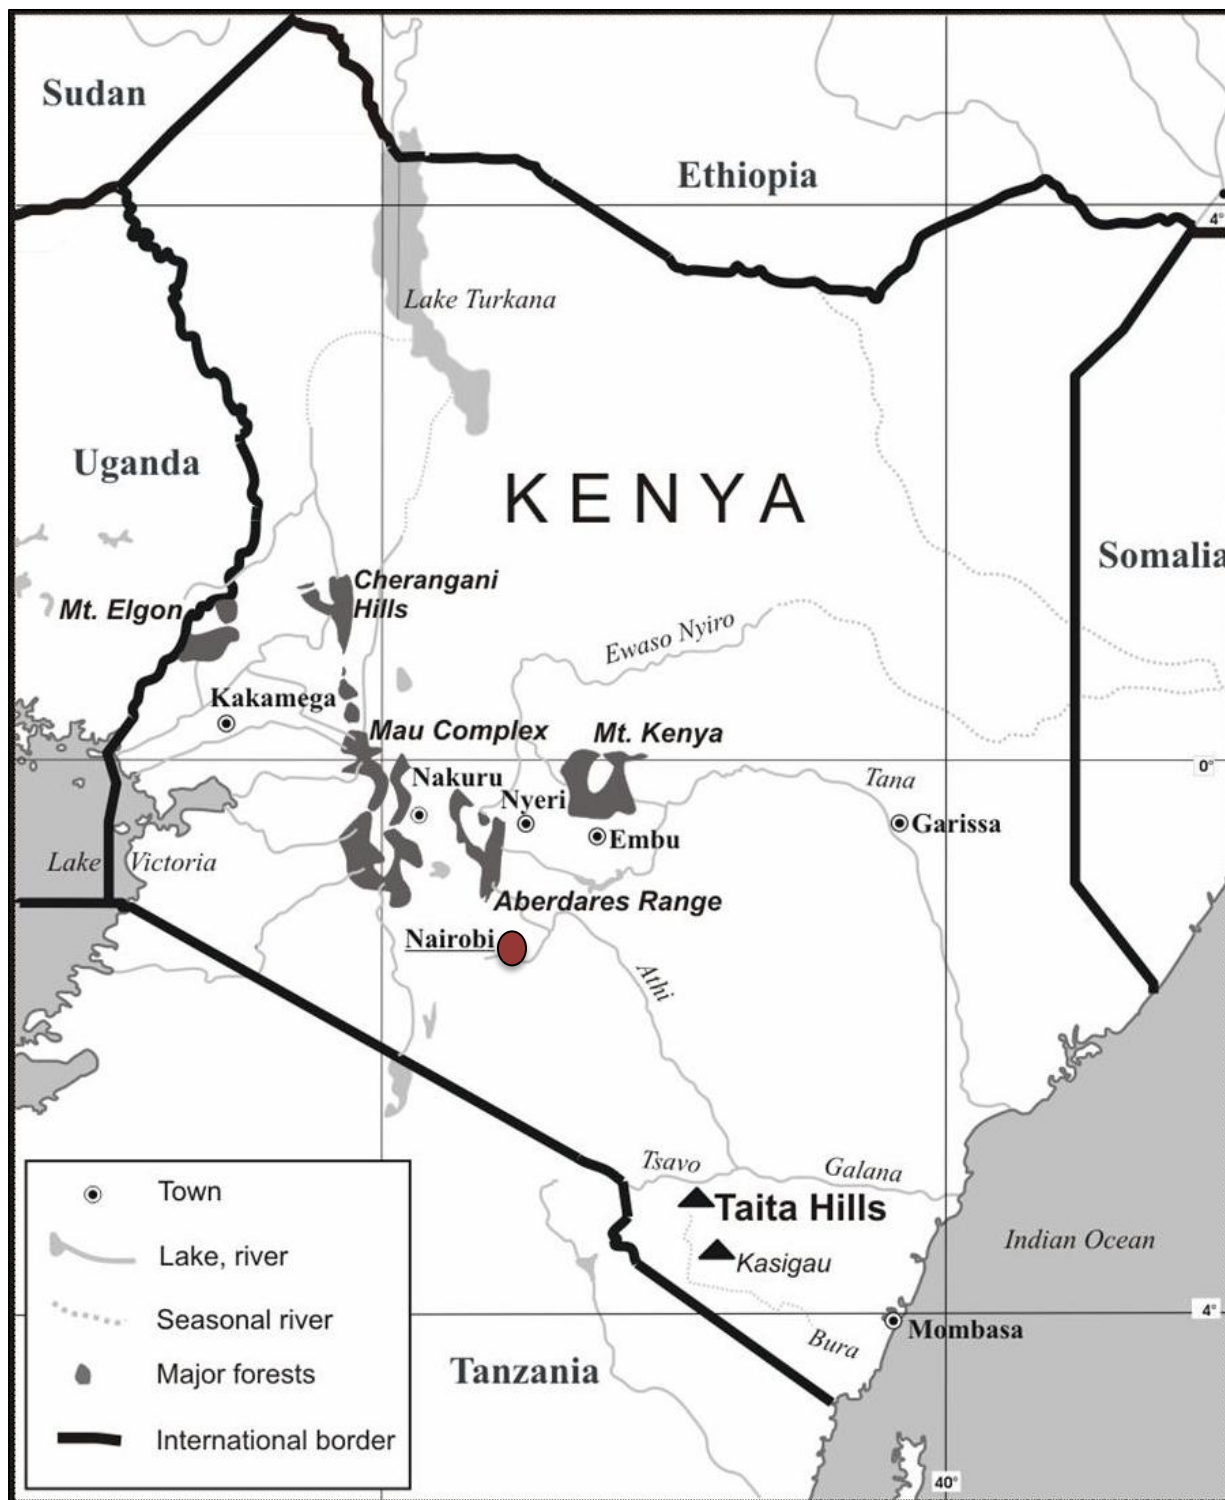 Sudan
Ethiopia
4°
Lake Turkana
Uganda
KENYA
Somalia
Cherangani
Hills
Mt. Elgon
Ewaso Nyiro
Kakamega
Mau Complex
Mt. Kenya
0°
Nakuru
Tana
Nyeri
Garissa
Embu
Lake Victoria
Aberdares Range
Nairobi
Athi
Tsavo
Galana
Taita Hills
Indian Ocean
Kasigau
4°
Mombasa
Bura
Tanzania
40°
Town
Lake, river
Seasonal river
Major forests
International border